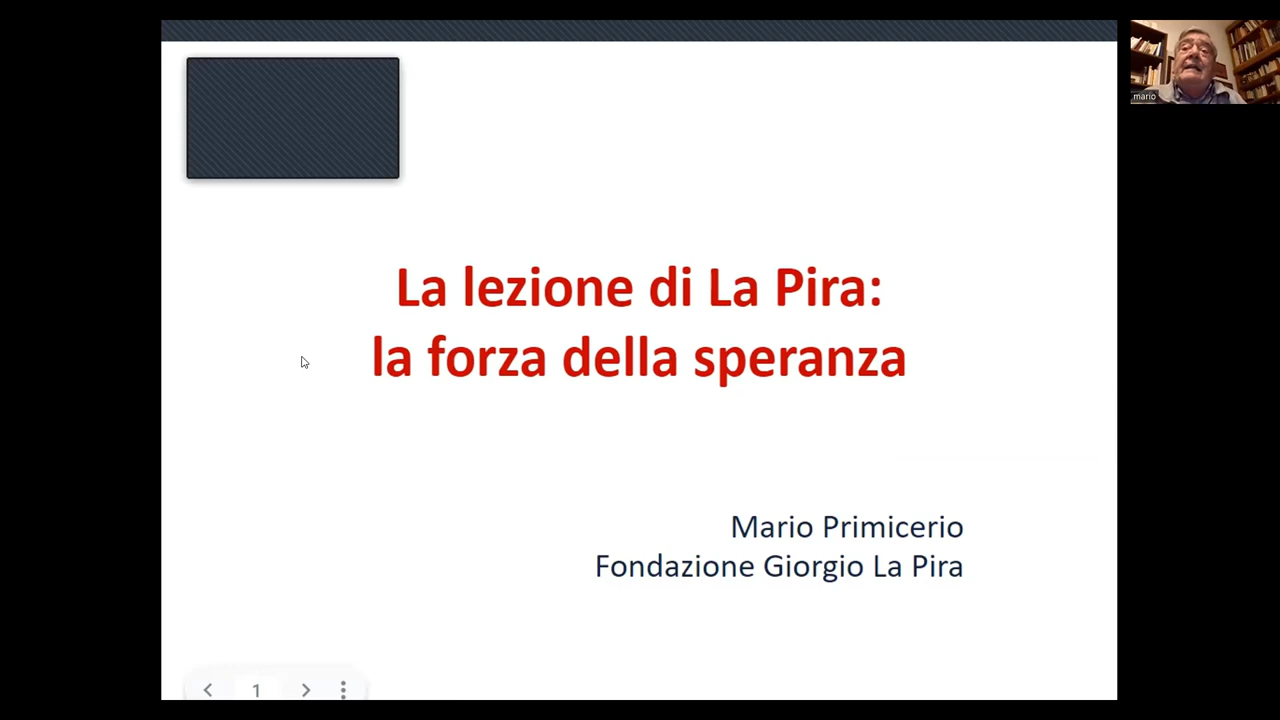 La lezione di La Pira:
la forza della speranza
Mario Primicerio
Fondazione Giorgio La Pira
1
mario